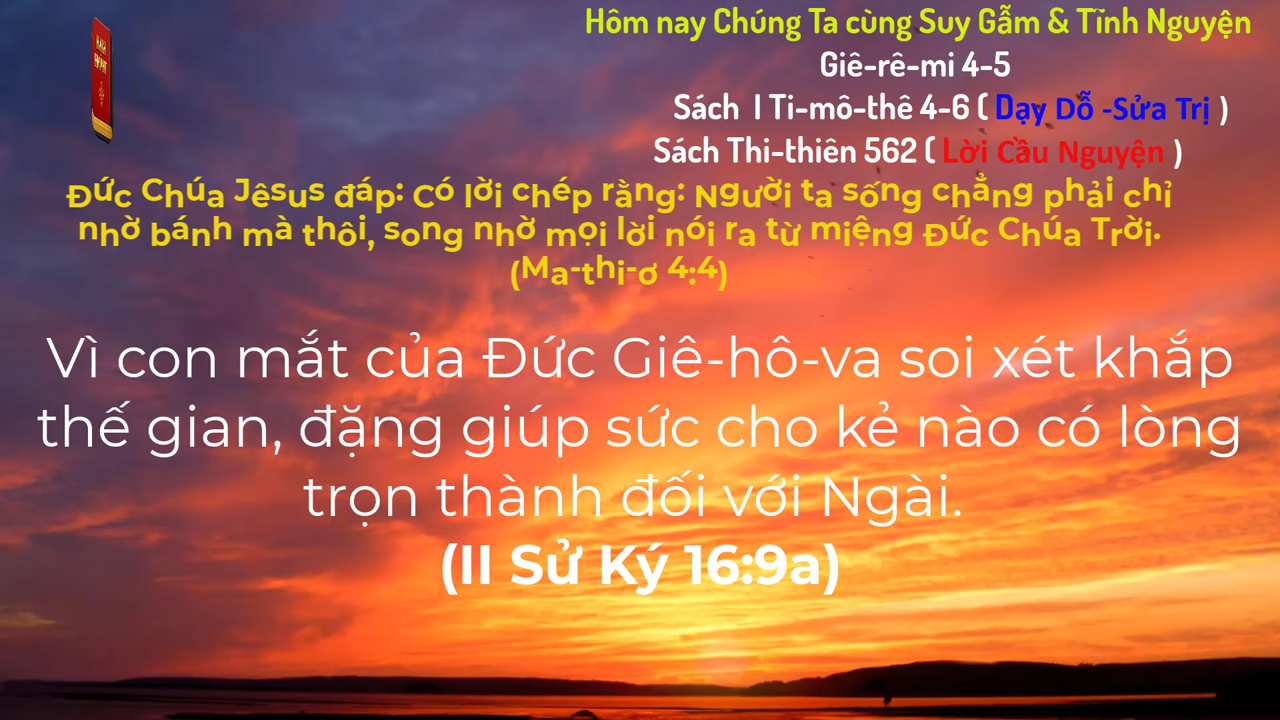 Hôm nay Chúng Ta cùng Suy Gẫm & Tĩnh Nguyện
Giê-rê-mi 4-5
Sách I Ti-mô-thê 4-6 ( Dạy Dỗ -Sửa Trị )
Sách Thi-thiên 562 ( Lời Cầu Nguyện )
Đức Chúa Jêsus đáp: Có lời chép rằng: Người ta sống chẳng phải chỉ
nhờ bánh mà thôi, song nhờ mọi lời nói ra từ miệng Đức Chúa Trời.
(Ma-thi-ơ 4:4)
Vì con mắt của Đức Giê-hô-va soi xét khắp
thế gian, đặng giúp sức cho kẻ nào có lòng
trọn thành đối với Ngài.
(II Sử Ký 16:9a)